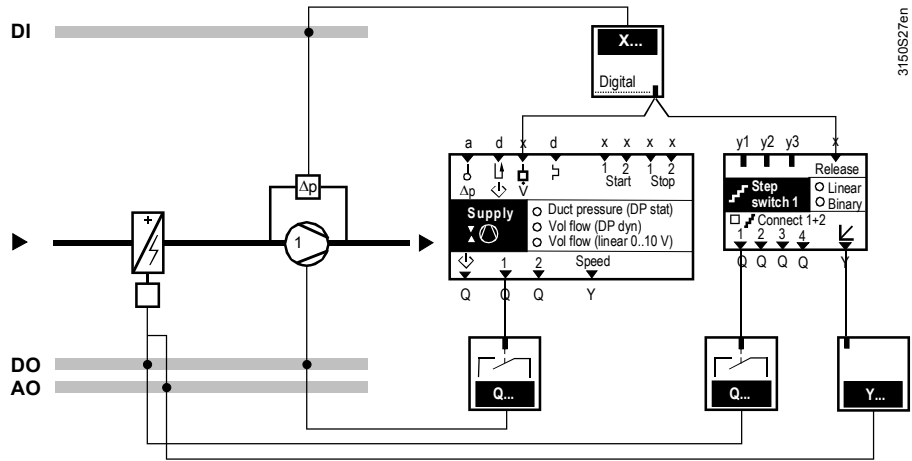 DI
X...
Digital
3150S27en
a d x d x x x x
Δp V 1 2 1 2
Start Stop
Supply
Duct pressure (DP stat)
Vol flow (DP dyn)
Vol flow (linear 0..10 V)
1 2 Speed
Q Q Q Y
y1 y2 y3 x
Release
Step
switch 1
Linear
Binary
Connect 1+2
1 2 3 4
Q Q Q Q Y
Δp
+
1
DO
AO
Q...
Q...
Y...